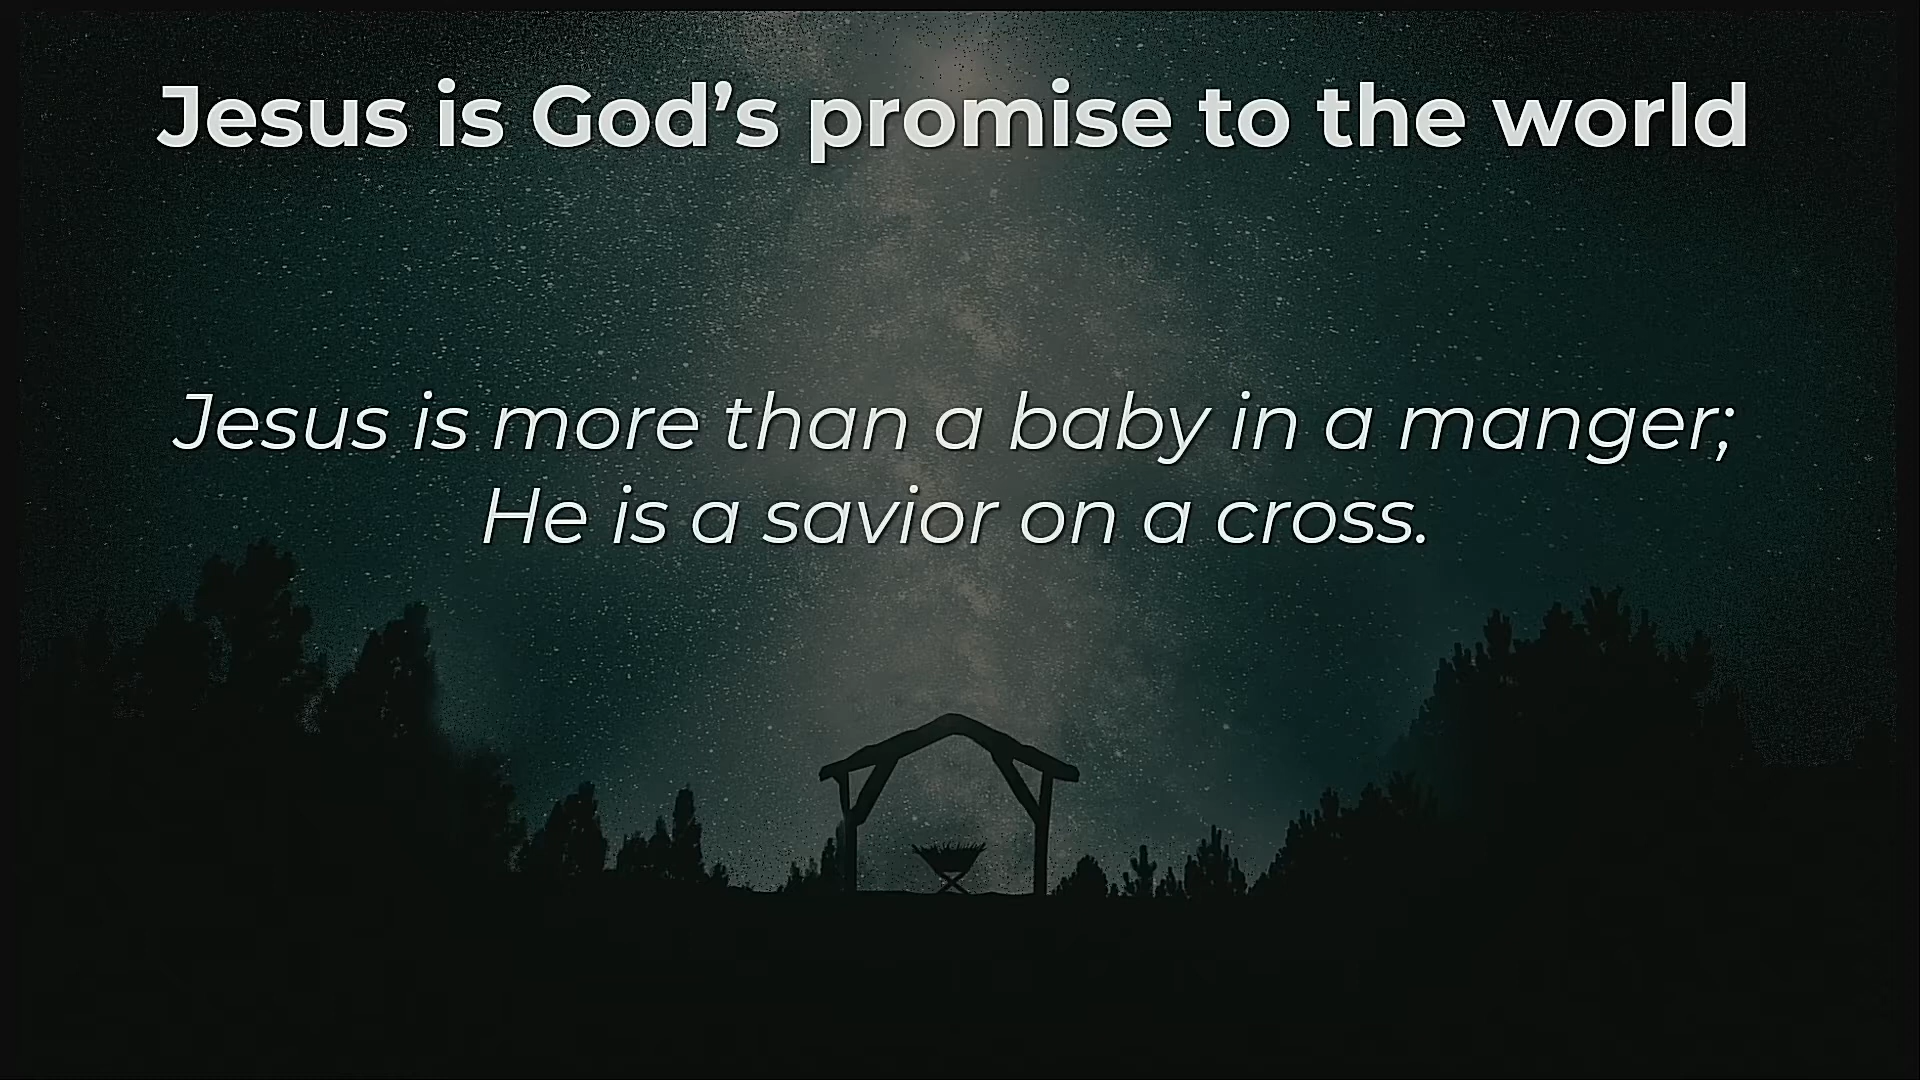 Jesus is God’s promise to the world
Jesus is more than a baby in a manger;
He is a savior on a cross.